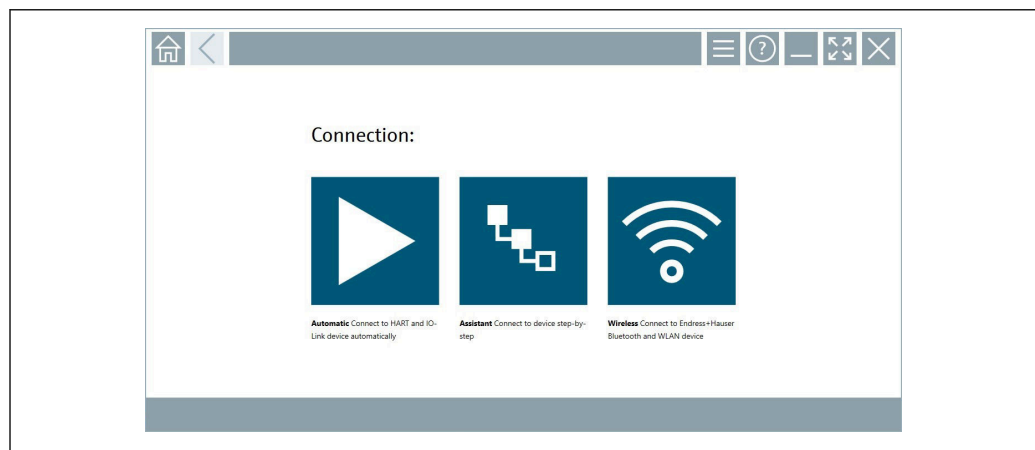 Connection:
Automatic Connect to HART and IO-
Link device automatically
Assistant Connect to device step-by-
step
Wireless Connect to Endress+Hauser
Bluetooth and WLAN device